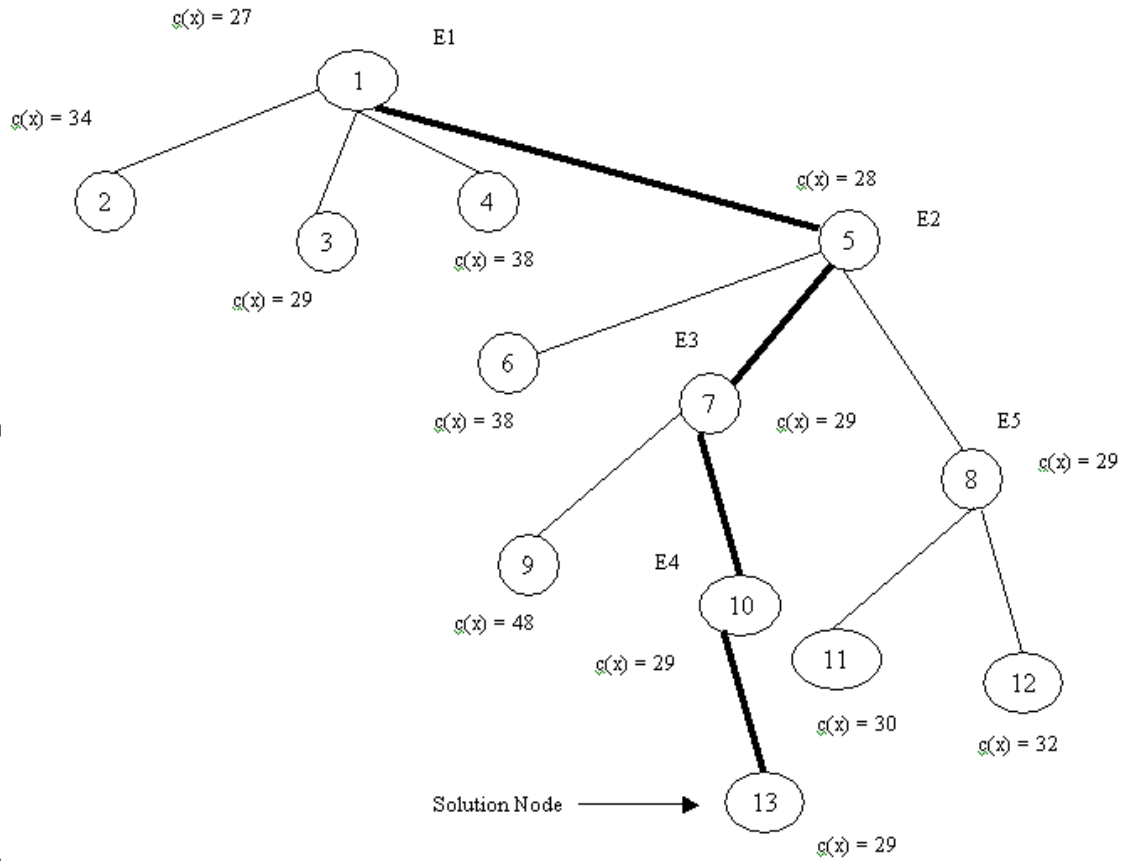 c(x) = 27
E1
1
c(x) = 34
c(x) = 28
2
4
E2
3
5
c(x) = 38
c(x) = 29
E3
6
7
c(x) = 38
c(x) = 29
E5
c(x) = 29
8
E4
9
10
c(x) = 48
c(x) = 29
11
12
c(x) = 30
c(x) = 32
Solution Node
13
c(x) = 29